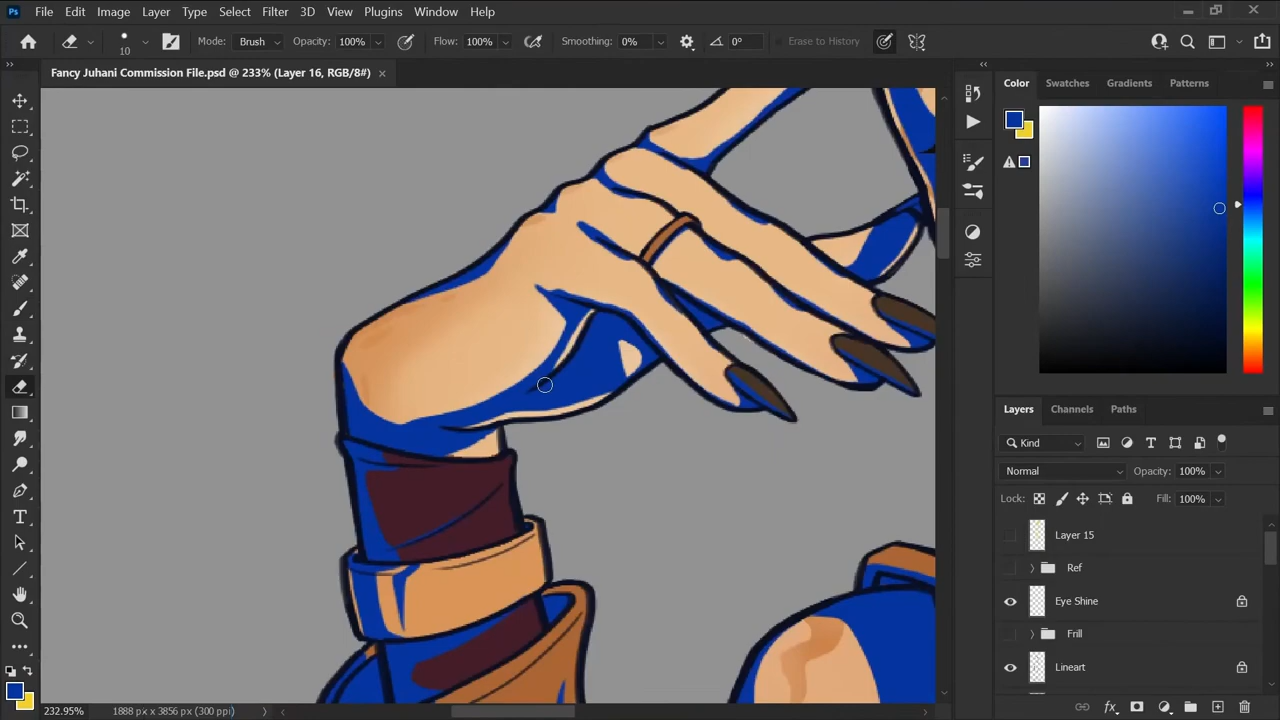 Ps File Edit Image Layer Type Select Filter 3D View Plugins Window Help
10 Mode: Brush Opacity: 100% Flow: 100% Smoothing: 0% 0° Erase to History
Fancy Juhani Commission File.psd @ 233% (Layer 16, RGB/8#) ×
Color Swatches Gradients Patterns
Layers Channels Paths
Kind
Normal Opacity: 100%
Lock: Fill: 100%
Layer 15
Ref
Eye Shine
Frill
Lineart
232.95% 1888 px x 3856 px (300 ppi)